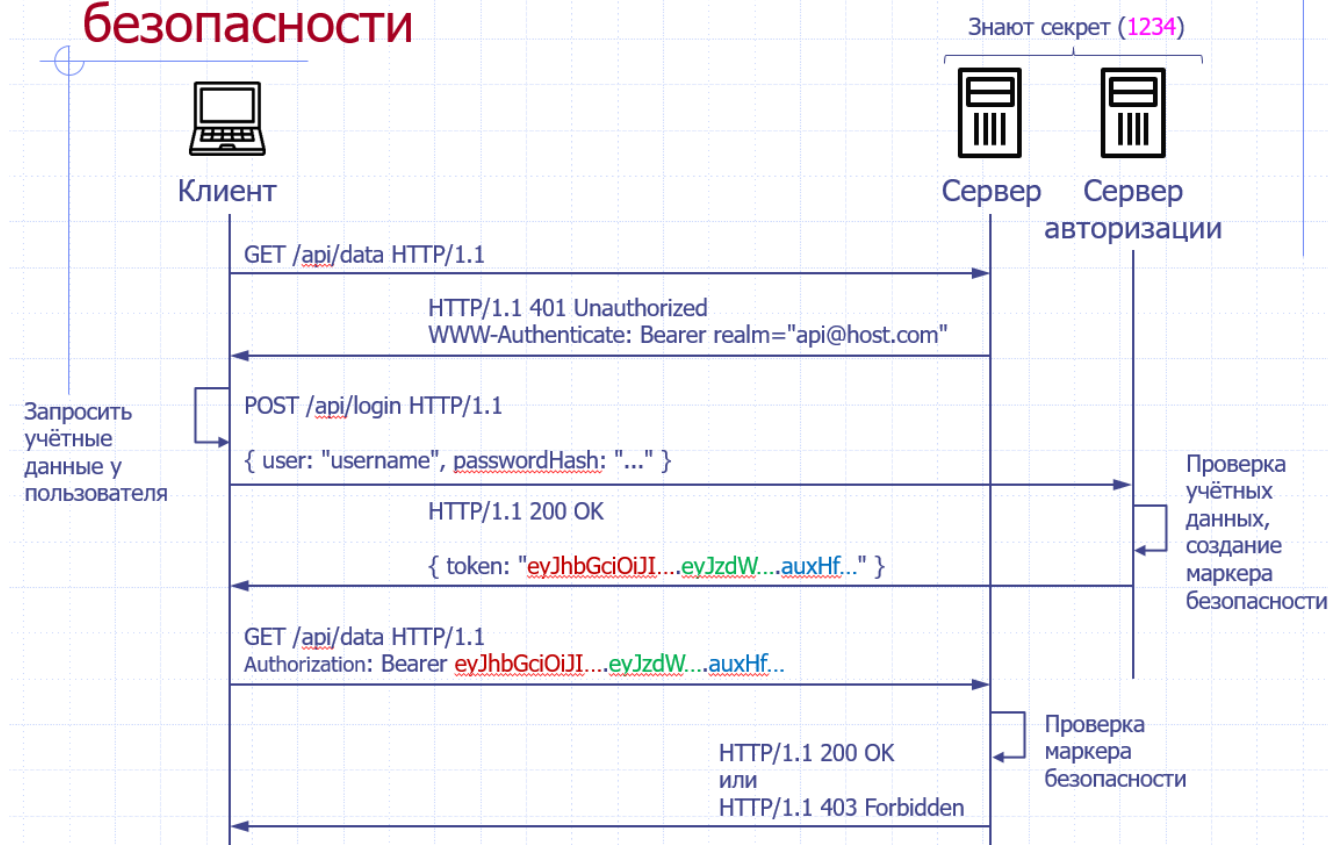 безопасности
Знают секрет (1234)
Клиент
Сервер
Сервер
авторизации
GET /api/data HTTP/1.1
HTTP/1.1 401 Unauthorized
WWW-Authenticate: Bearer realm="api@host.com"
Запросить
учётные
данные у
пользователя
POST /api/login HTTP/1.1
{ user: "username", passwordHash: "..." }
Проверка
учётных
данных,
создание
маркера
безопасности
HTTP/1.1 200 OK
{ token: "eyJhbGciOiJI….eyJzdW….auxHf…" }
GET /api/data HTTP/1.1
Authorization: Bearer eyJhbGciOiJI….eyJzdW….auxHf…
Проверка
маркера
безопасности
HTTP/1.1 200 OK
или
HTTP/1.1 403 Forbidden